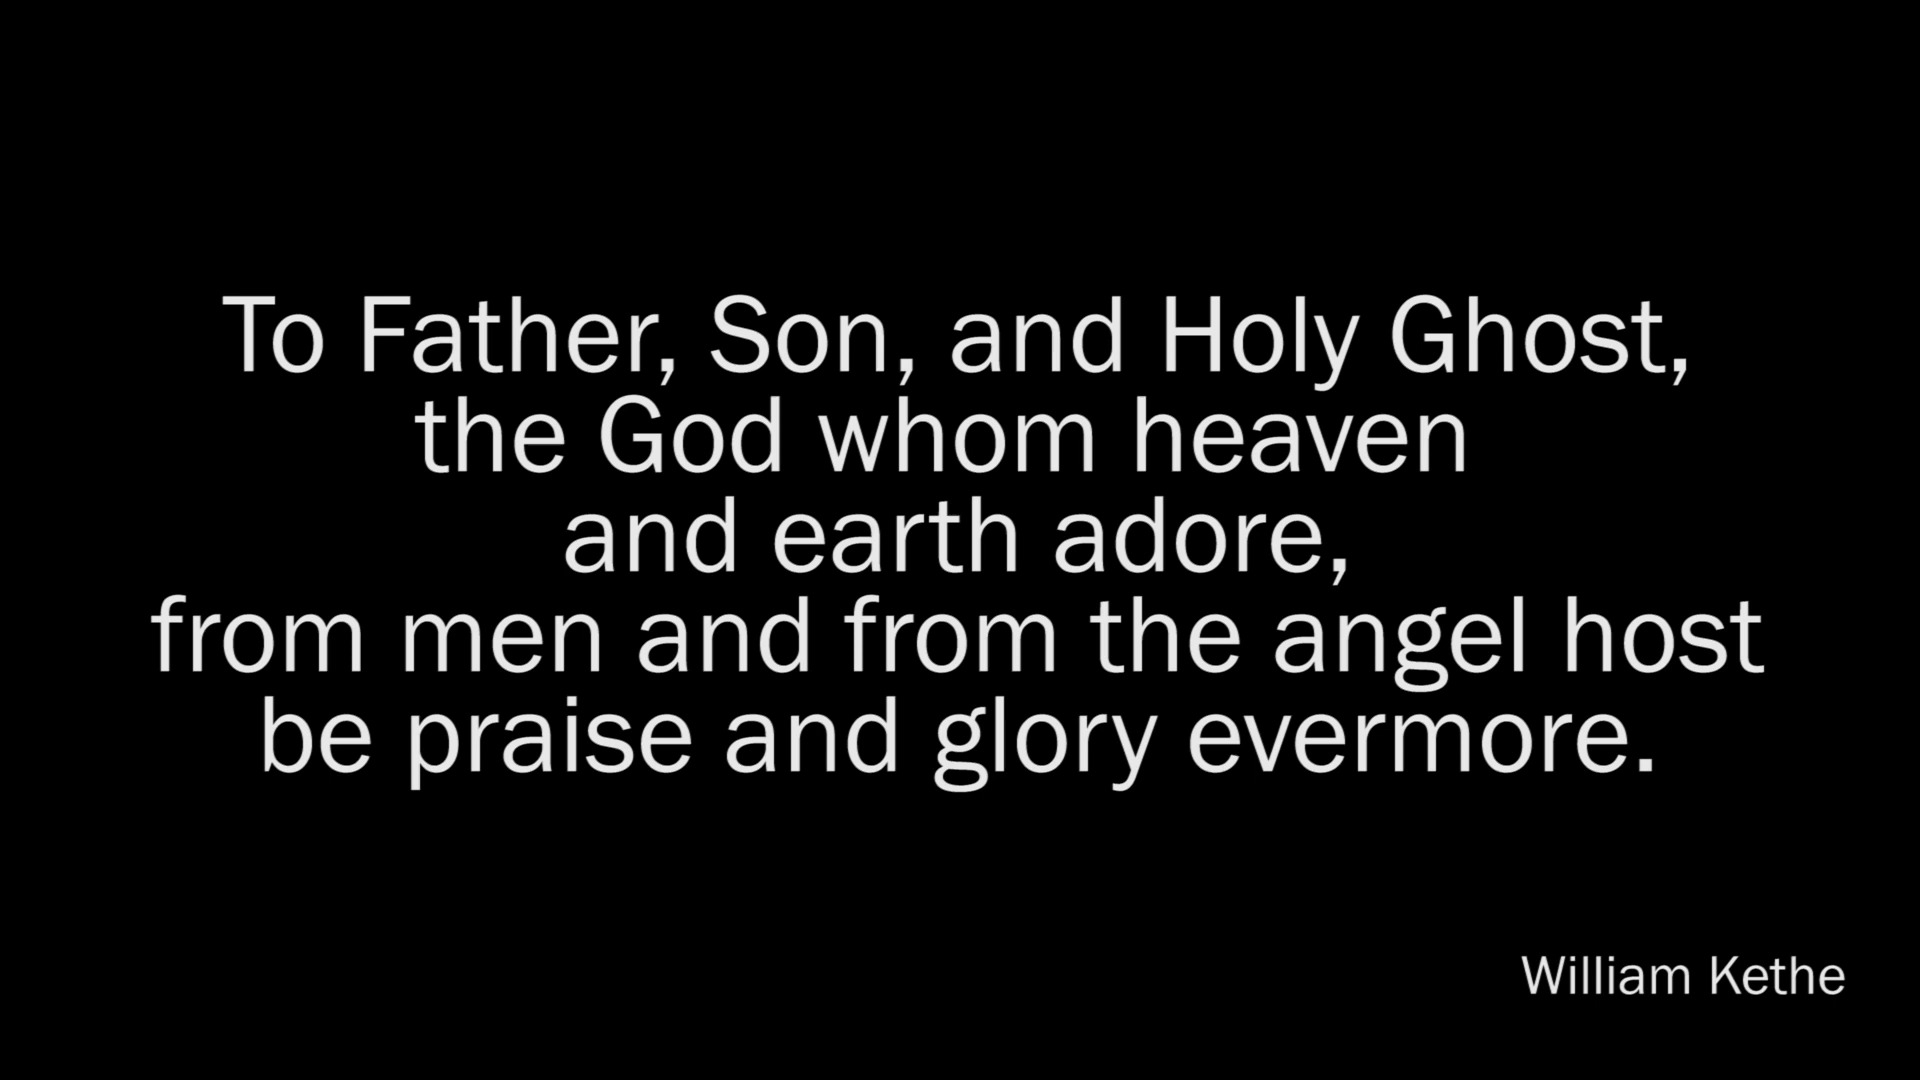 To Father, Son, and Holy Ghost,
the God whom heaven
and earth adore,
from men and from the angel host
be praise and glory evermore.
William Kethe